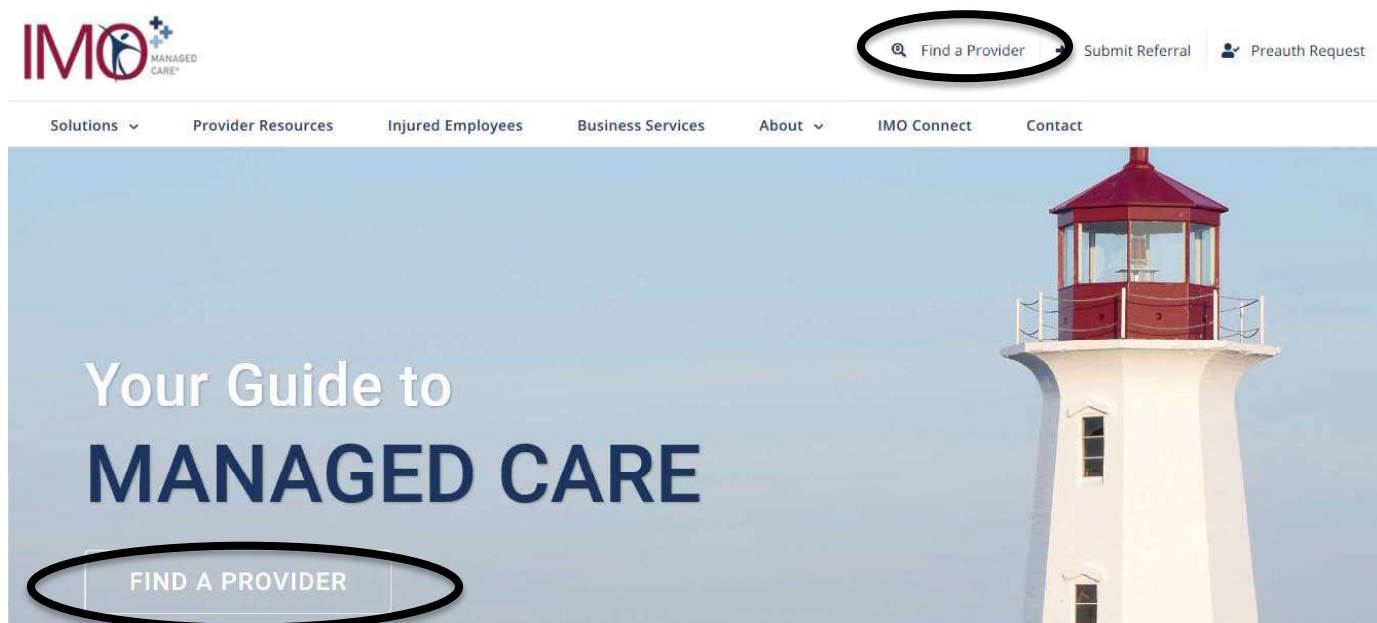 IMO
MANAGED
CARE®
Find a Provider
Submit Referral
Preauth Request
Solutions
Provider Resources
Injured Employees
Business Services
About
IMO Connect
Contact
Your Guide to
MANAGED CARE
FIND A PROVIDER